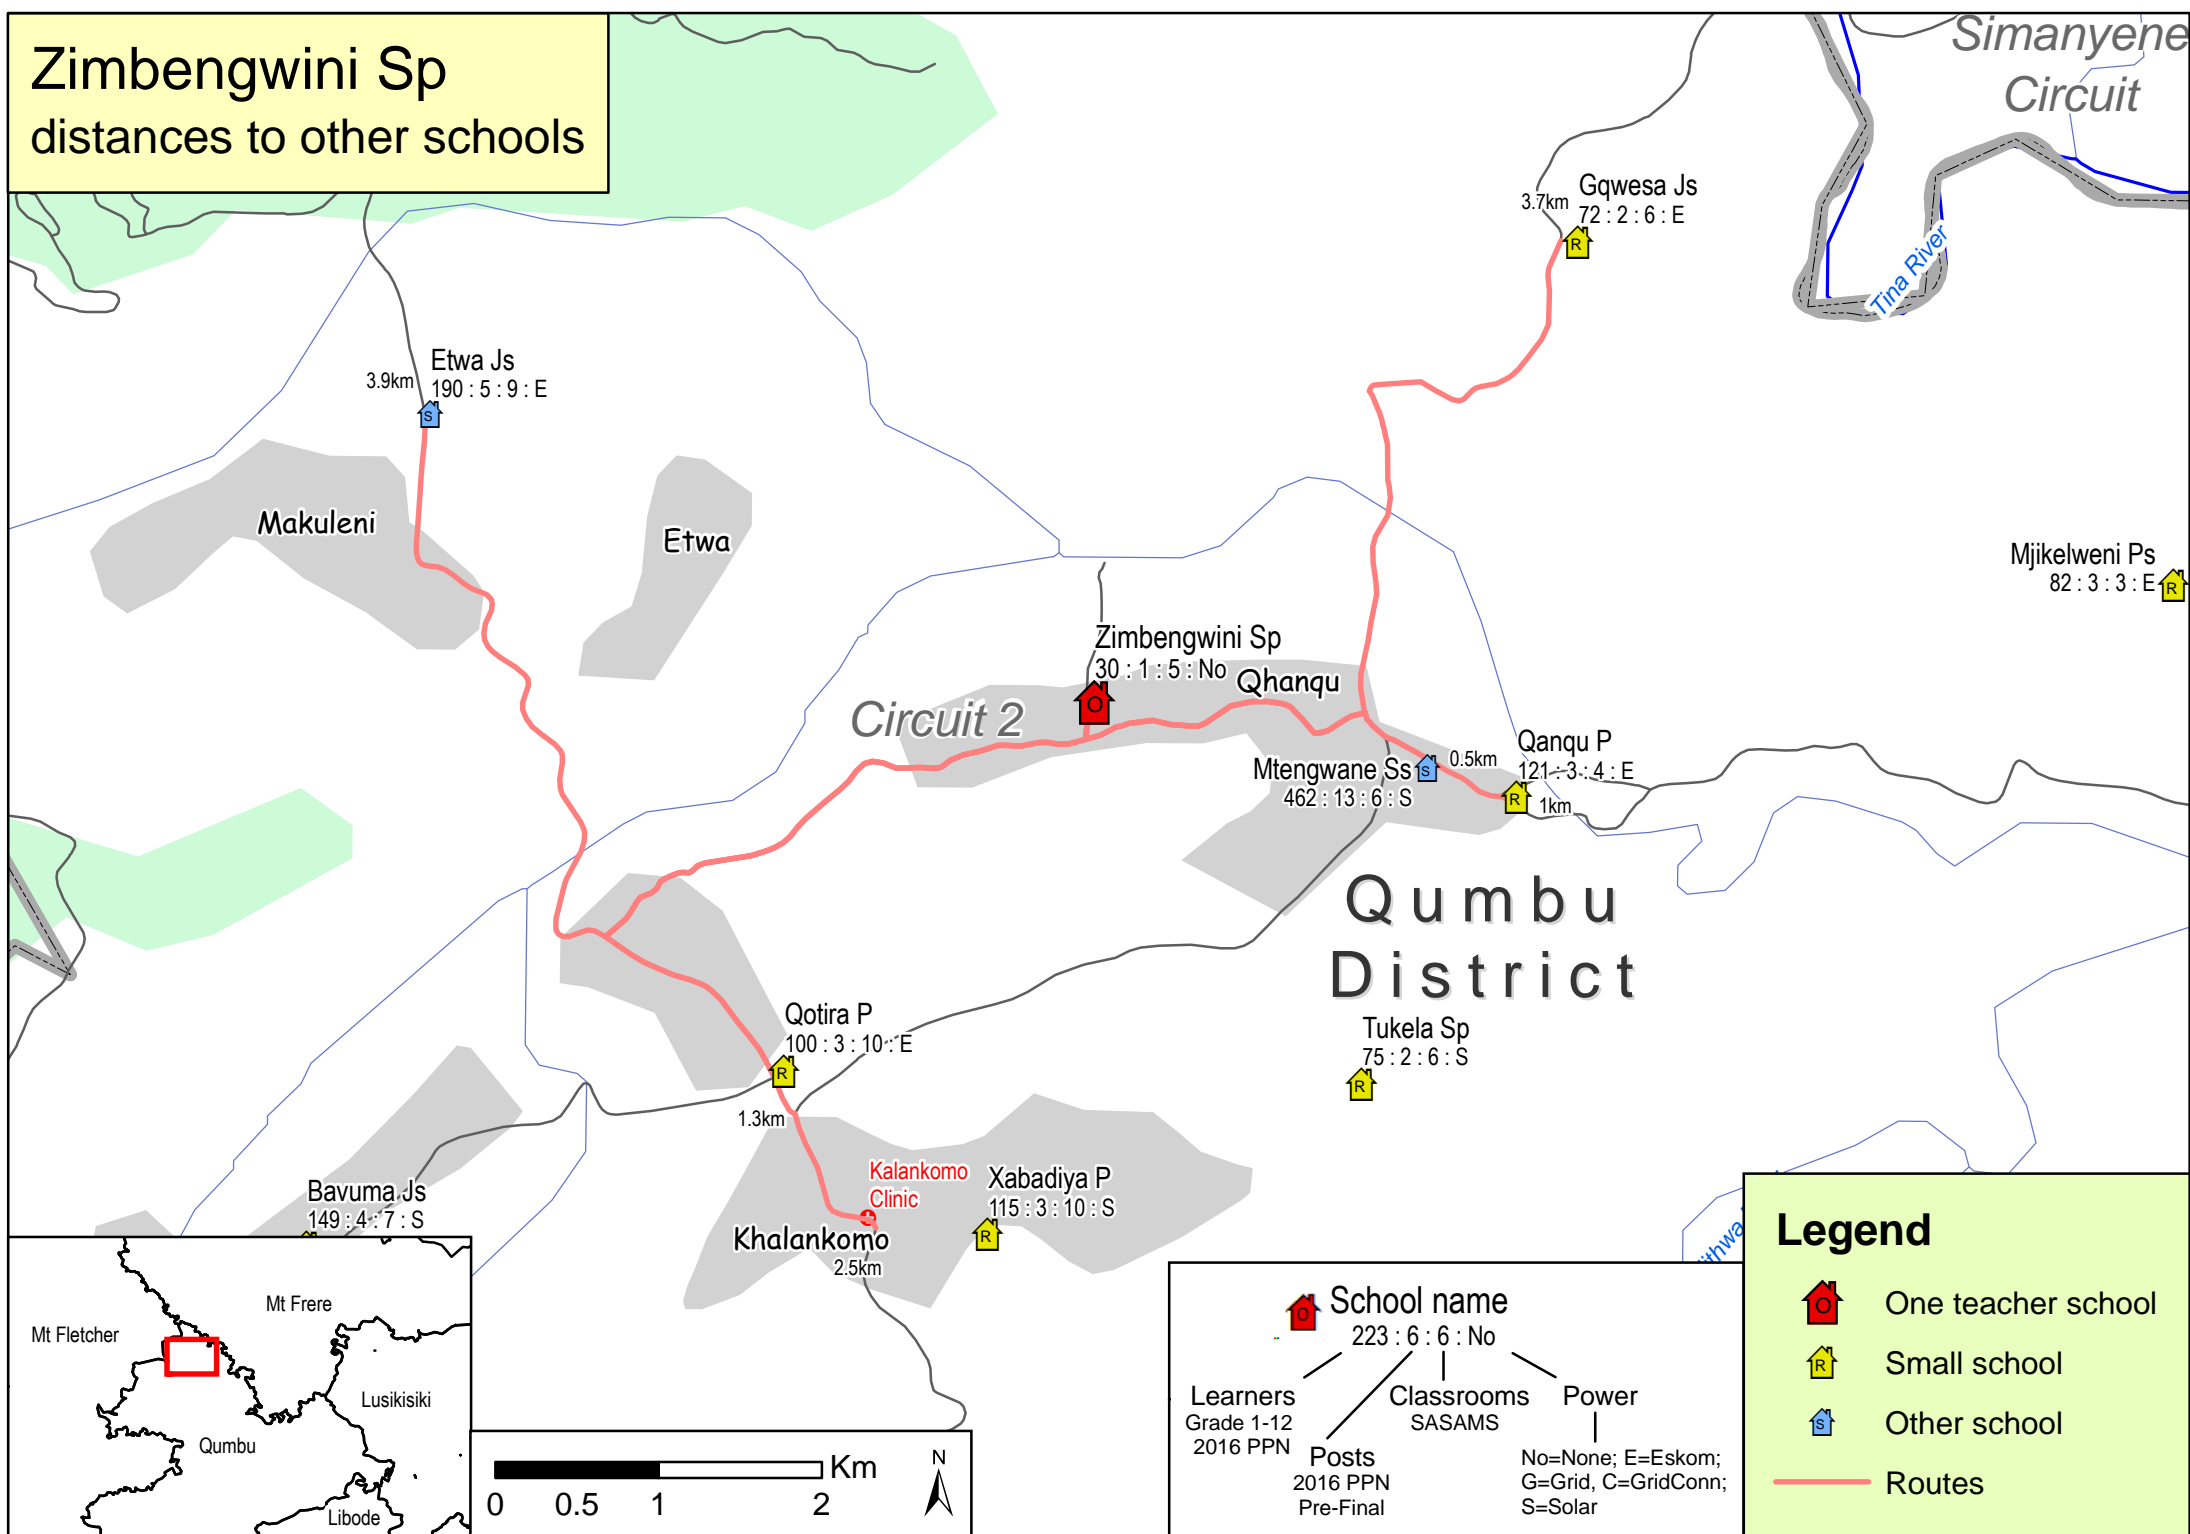 Zimbengwini Sp
distances to other schools
Simanyene
Circuit
Tina River
3.7km
Gqwesa Js
72 : 2 : 6 : E
R
Etwa Js
3.9km
190 : 5 : 9 : E
S
Makuleni
Etwa
Mjikelweni Ps
82 : 3 : 3 : E
R
Zimbengwini Sp
30 : 1 : 5 : No
O
Qhanqu
Circuit 2
Mtengwane Ss
462 : 13 : 6 : S
S
0.5km
Qanqu P
121 : 3 : 4 : E
R
1km
Qumbu
District
Qotira P
100 : 3 : 10 : E
R
1.3km
Tukela Sp
75 : 2 : 6 : S
R
Kalankomo
Clinic
Xabadiya P
115 : 3 : 10 : S
R
Khalankomo
2.5km
Bavuma Js
149 : 4 : 7 : S
Mt Frere
Mt Fletcher
Lusikisiki
Qumbu
Libode
Km
0 0.5 1 2
N
O
School name
223 : 6 : 6 : No
Learners
Grade 1-12
2016 PPN
Posts
2016 PPN
Pre-Final
Classrooms
SASAMS
Power
No=None; E=Eskom;
G=Grid, C=GridConn;
S=Solar
Legend
O One teacher school
R Small school
S Other school
Routes